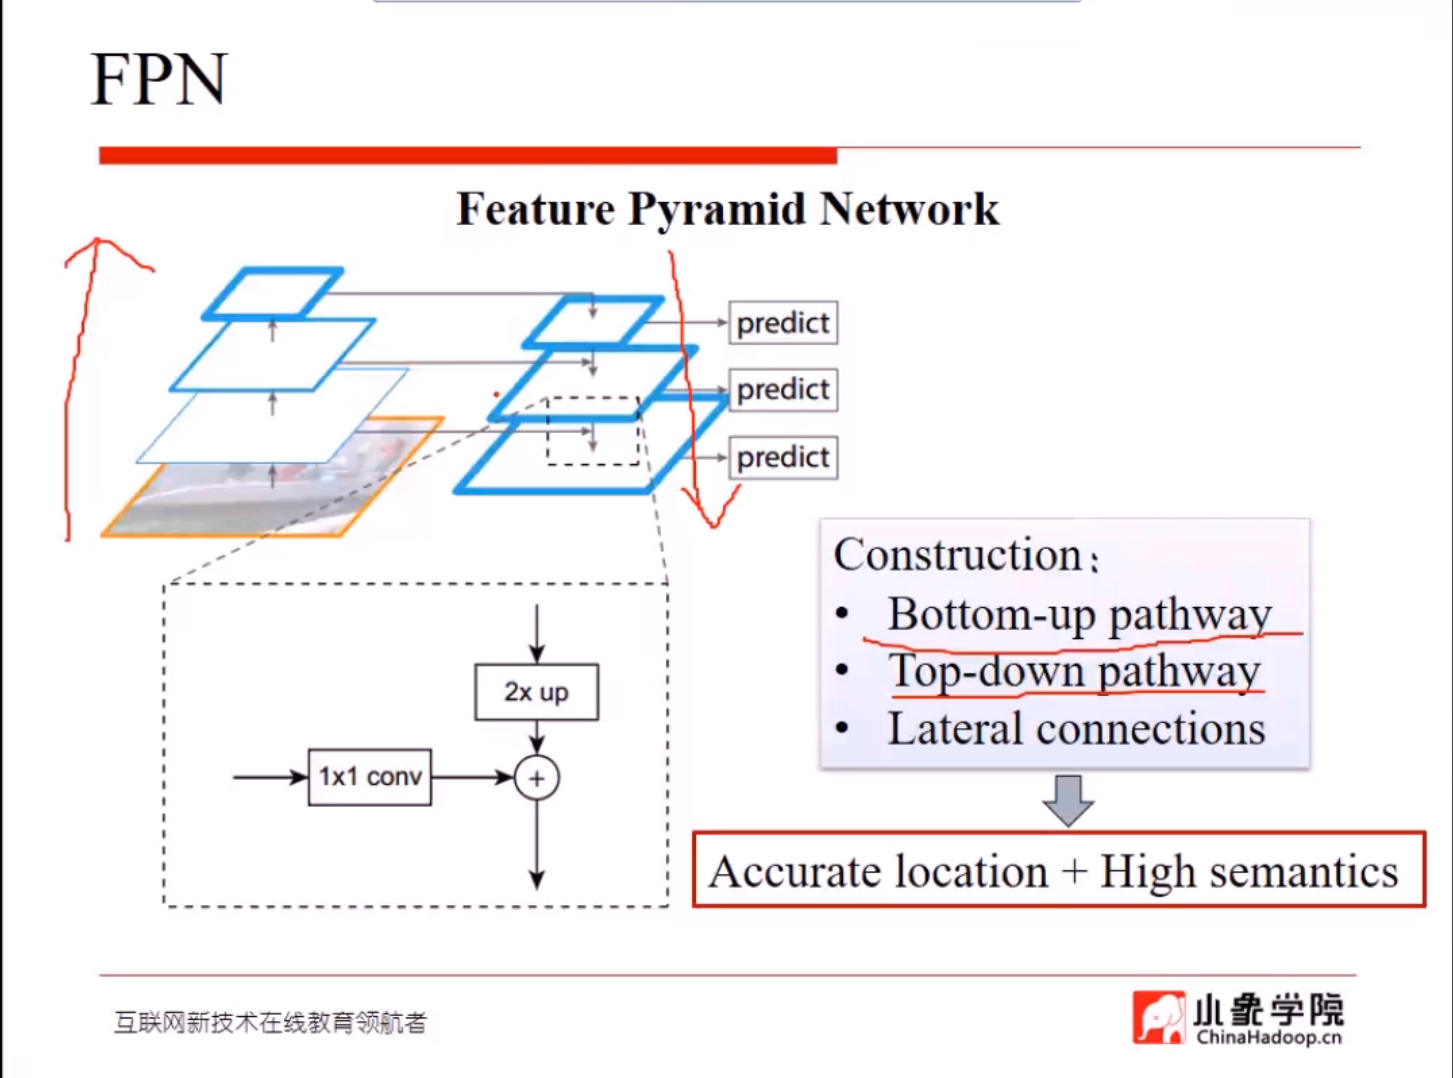 FPN
Feature Pyramid Network
predict
predict
predict
Construction：
• Bottom-up pathway
• Top-down pathway
• Lateral connections
2x up
1x1 conv
+
Accurate location + High semantics
互联网新技术在线教育领航者
小象学院
ChinaHadoop.cn